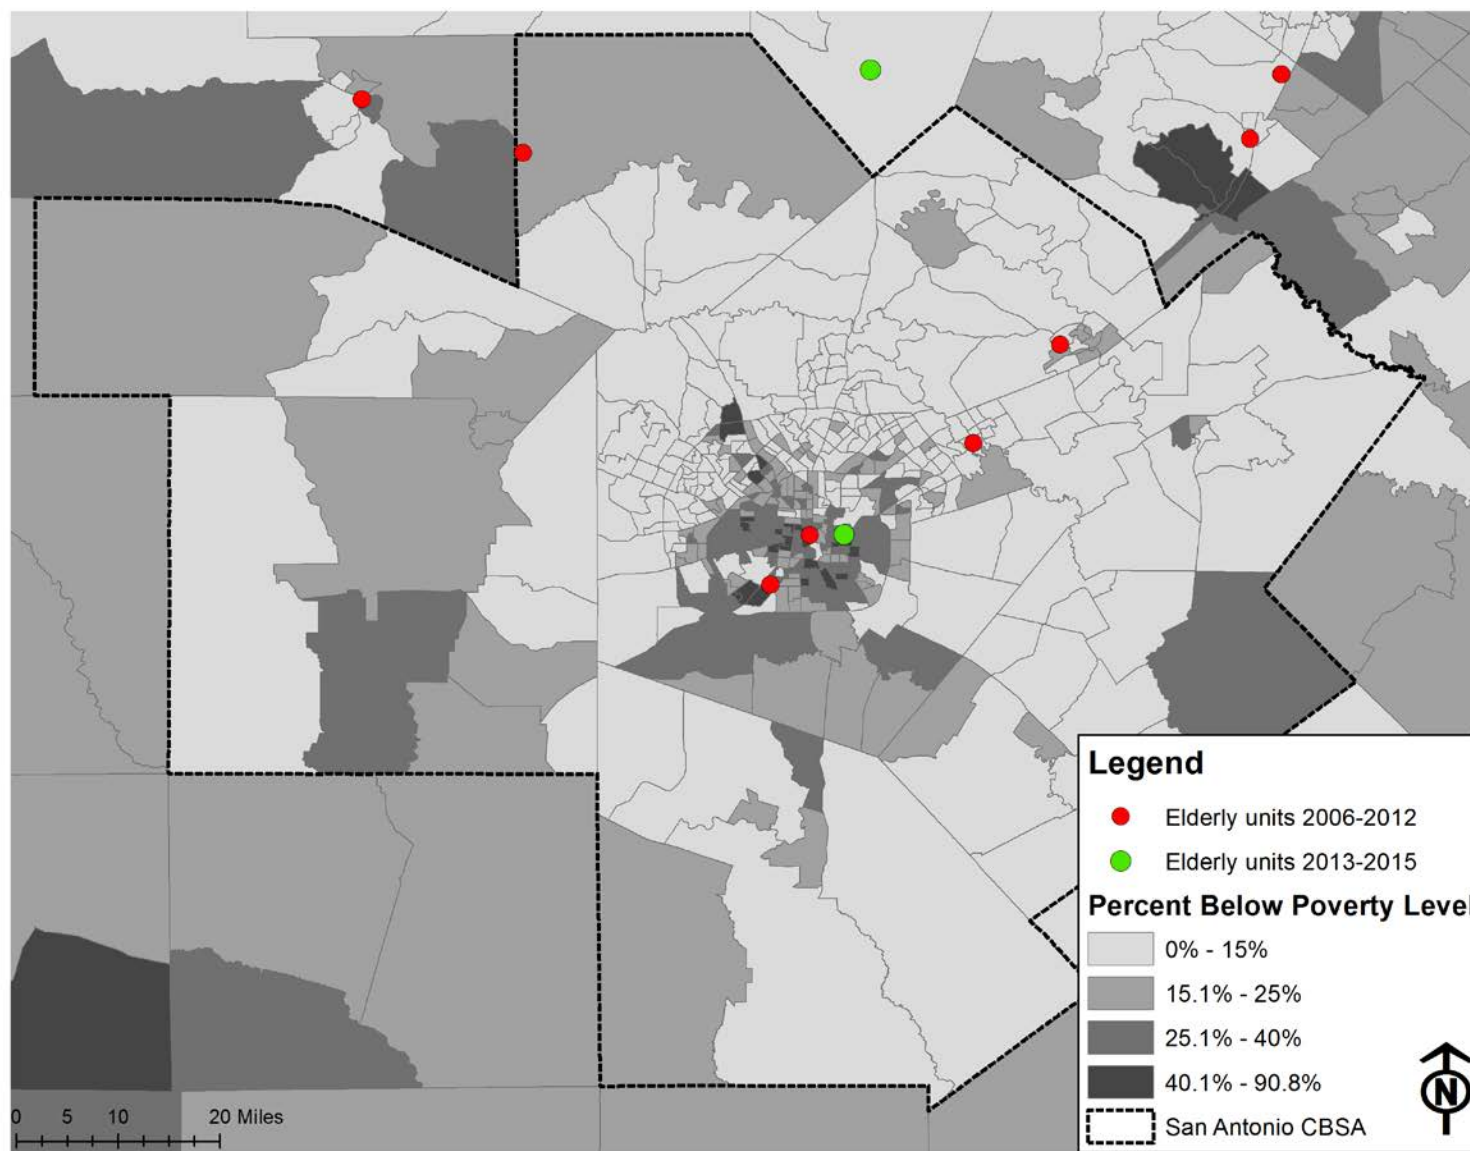 Legend
Elderly units 2006-2012
Elderly units 2013-2015
Percent Below Poverty Level
0% - 15%
15.1% - 25%
25.1% - 40%
40.1% - 90.8%
San Antonio CBSA
N
0 5 10 20 Miles